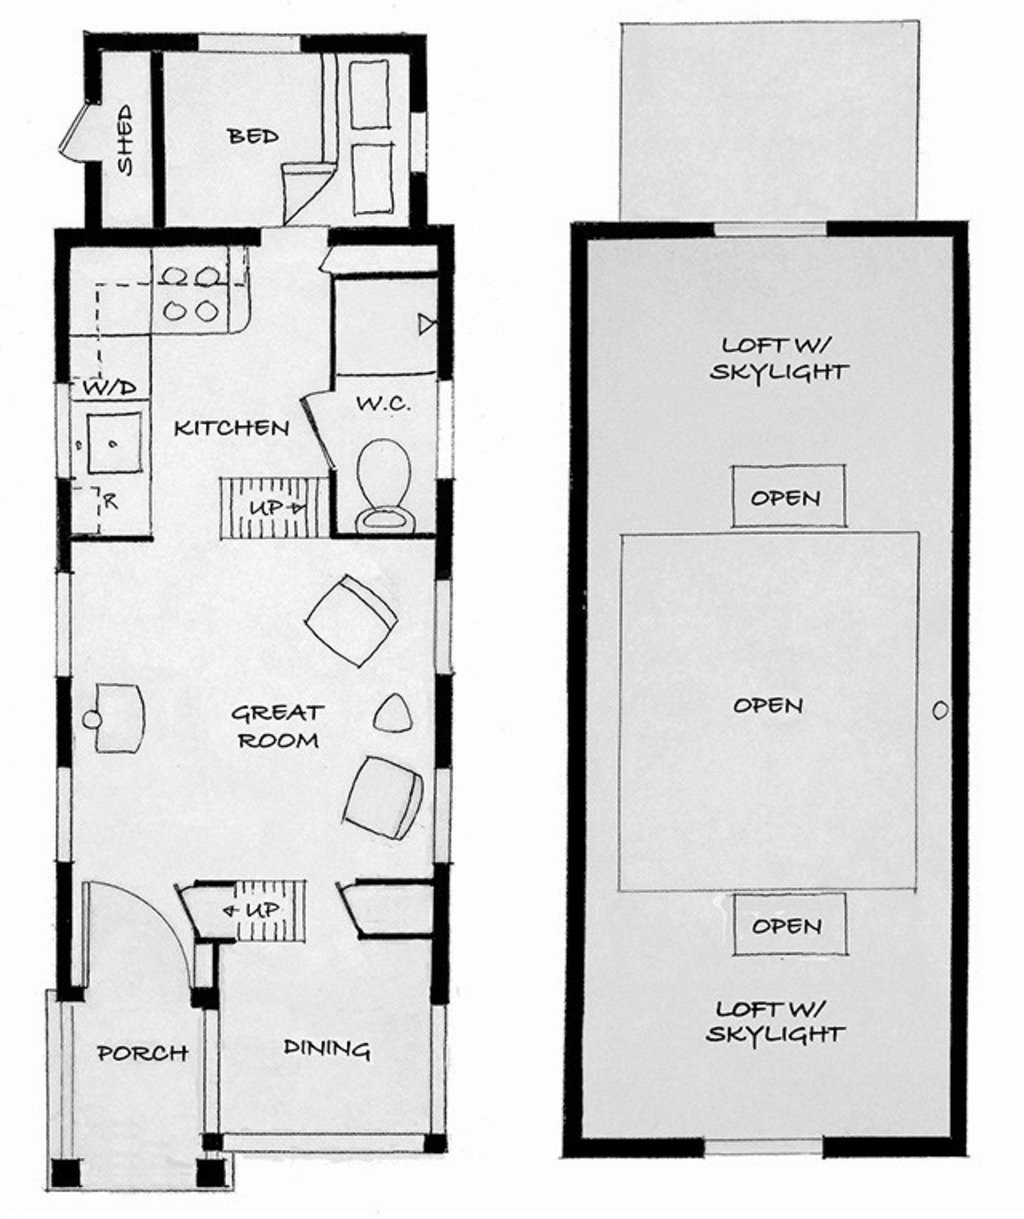 SHED
BED
W/D
W.C.
KITCHEN
R
UP
GREAT
ROOM
UP
PORCH
DINING
LOFT W/
SKYLIGHT
OPEN
OPEN
OPEN
LOFT W/
SKYLIGHT